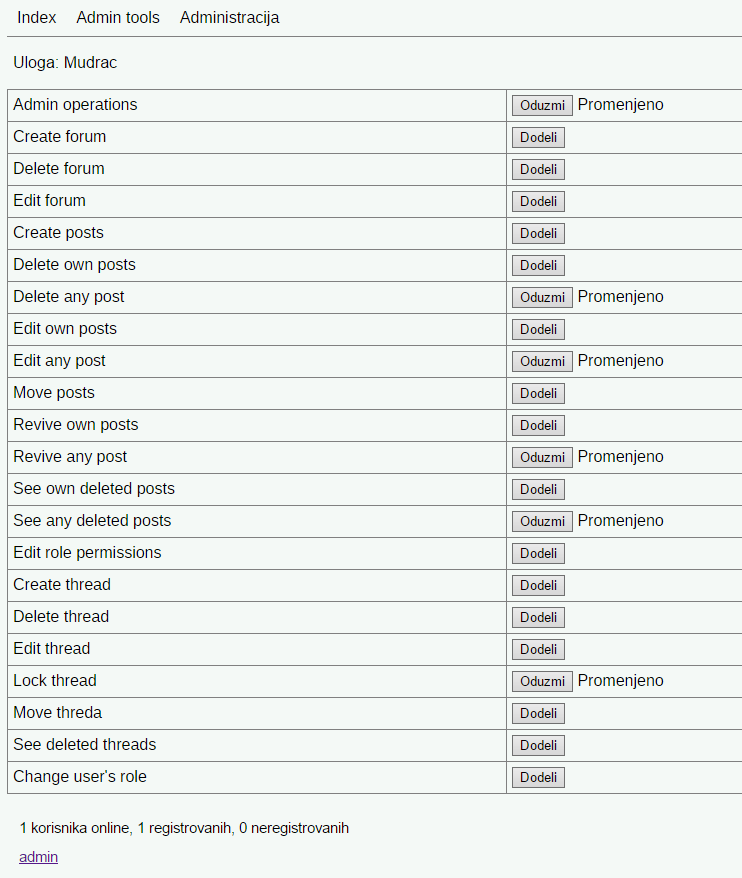 Index Admin tools Administracija
Uloga: Mudrac
Admin operations Oduzmi Promenjeno
Create forum Dodeli
Delete forum Dodeli
Edit forum Dodeli
Create posts Dodeli
Delete own posts Dodeli
Delete any post Oduzmi Promenjeno
Edit own posts Dodeli
Edit any post Oduzmi Promenjeno
Move posts Dodeli
Revive own posts Dodeli
Revive any post Oduzmi Promenjeno
See own deleted posts Dodeli
See any deleted posts Oduzmi Promenjeno
Edit role permissions Dodeli
Create thread Dodeli
Delete thread Dodeli
Edit thread Dodeli
Lock thread Oduzmi Promenjeno
Move threda Dodeli
See deleted threads Dodeli
Change user's role Dodeli
1 korisnika online, 1 registrovanih, 0 neregistrovanih
admin